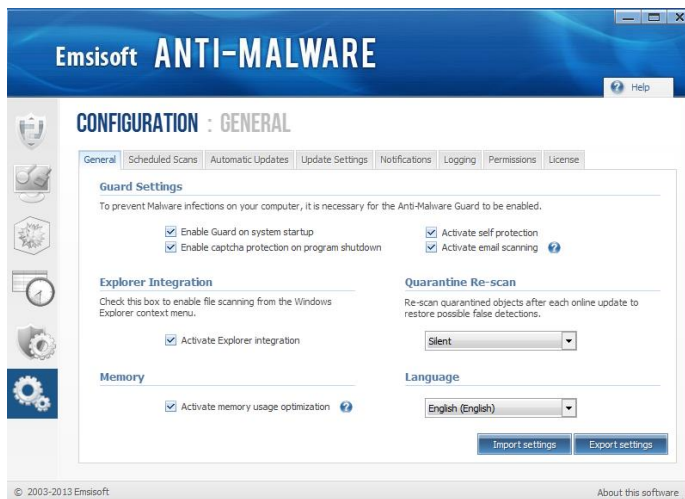 Emsisoft ANTI-MALWARE
Help
CONFIGURATION : GENERAL
General Scheduled Scans Automatic Updates Update Settings Notifications Logging Permissions License
Guard Settings
To prevent Malware infections on your computer, it is necessary for the Anti-Malware Guard to be enabled.
Enable Guard on system startup
Activate self protection
Enable captcha protection on program shutdown
Activate email scanning
Explorer Integration
Check this box to enable file scanning from the Windows
Explorer context menu.
Activate Explorer integration
Quarantine Re-scan
Re-scan quarantined objects after each online update to
restore possible false detections.
Silent
Memory
Activate memory usage optimization
Language
English (English)
Import settings Export settings
© 2003-2013 Emsisoft
About this software